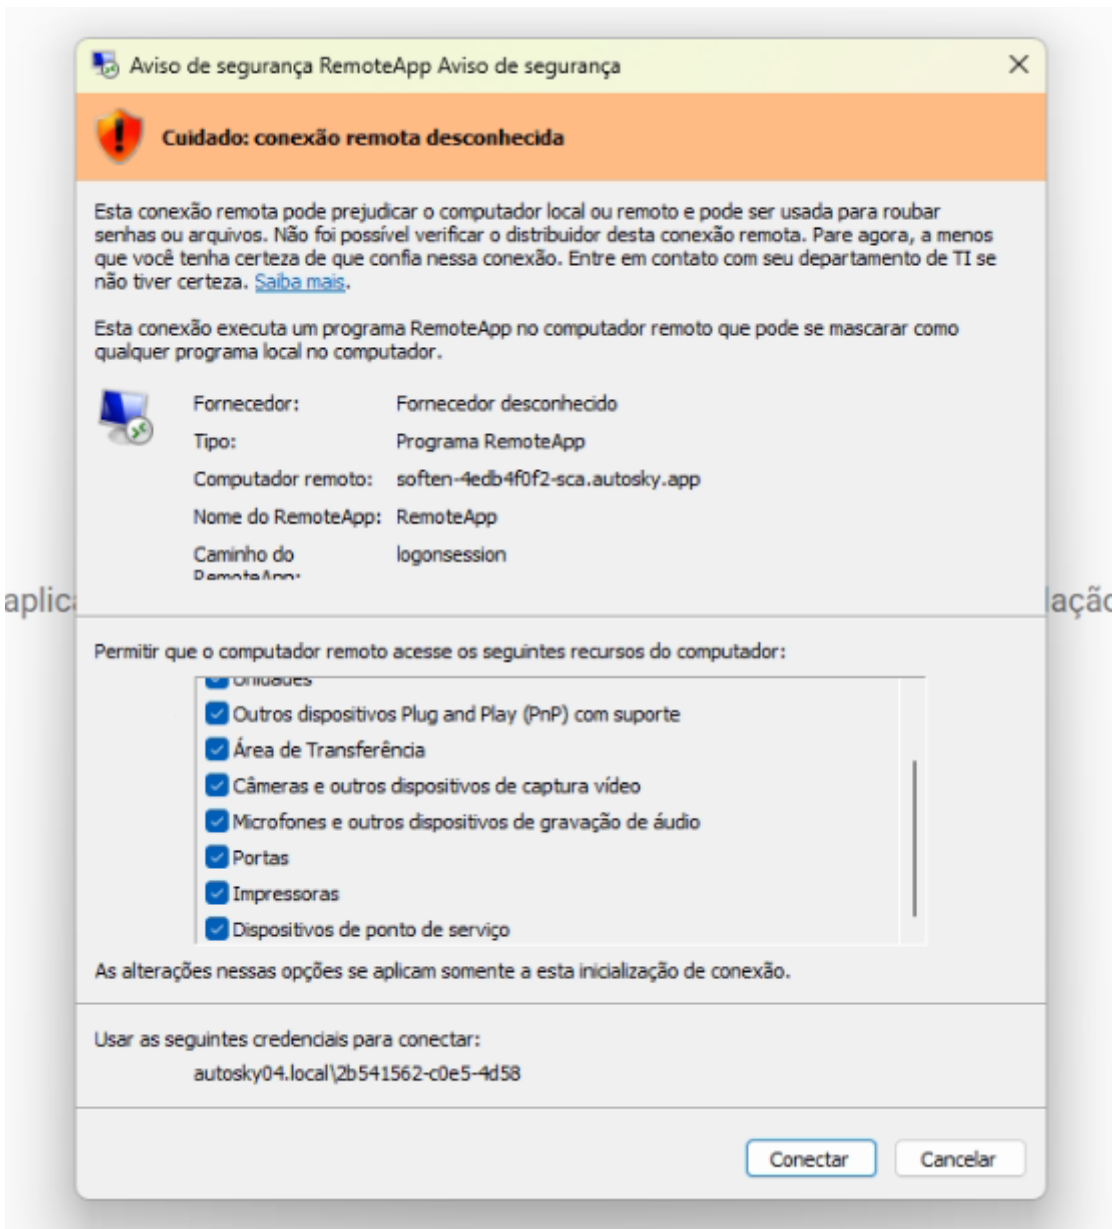 Aviso de segurança RemoteApp Aviso de segurança
Cuidado: conexão remota desconhecida
Esta conexão remota pode prejudicar o computador local ou remoto e pode ser usada para roubar
senhas ou arquivos. Não foi possível verificar o distribuidor desta conexão remota. Pare agora, a menos
que você tenha certeza de que confia nessa conexão. Entre em contato com seu departamento de TI se
não tiver certeza. Saiba mais.
Esta conexão executa um programa RemoteApp no computador remoto que pode se mascarar como
qualquer programa local no computador.
Fornecedor: Fornecedor desconhecido
Tipo: Programa RemoteApp
Computador remoto: soften-4edb4f0f2-sca.autosky.app
Nome do RemoteApp: RemoteApp
Caminho do logonsession
RemoteApp:
aplica
lação
Permitir que o computador remoto acesse os seguintes recursos do computador:
Unidades
Outros dispositivos Plug and Play (PnP) com suporte
Área de Transferência
Câmeras e outros dispositivos de captura vídeo
Microfones e outros dispositivos de gravação de áudio
Portas
Impressoras
Dispositivos de ponto de serviço
As alterações nessas opções se aplicam somente a esta inicialização de conexão.
Usar as seguintes credenciais para conectar:
autosky04.local\2b541562-c0e5-4d58
Conectar Cancelar